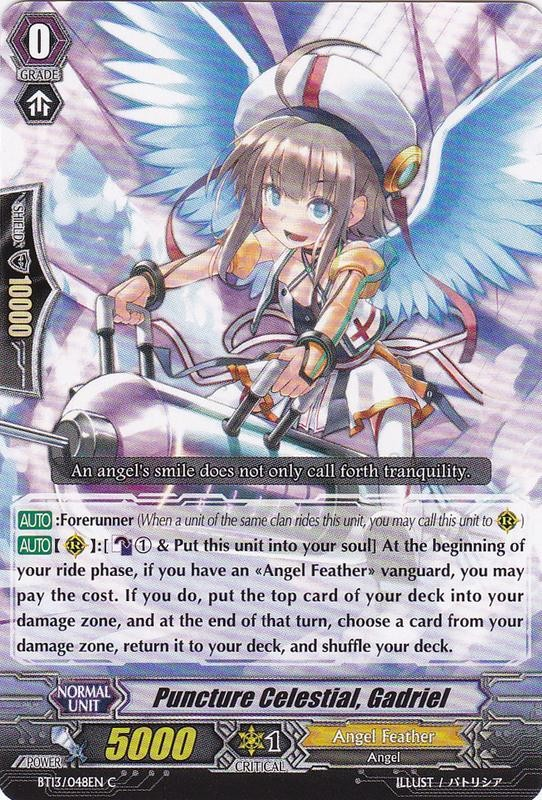 0
GRADE
SHIELD
10000
An angel's smile does not only call forth tranquility.
AUTO :Forerunner (When a unit of the same clan rides this unit, you may call this unit to R )
AUTO [ R ]:[ 1 & Put this unit into your soul] At the beginning of
your ride phase, if you have an «Angel Feather» vanguard, you may
pay the cost. If you do, put the top card of your deck into your
damage zone, and at the end of that turn, choose a card from your
damage zone, return it to your deck, and shuffle your deck.
NORMAL
UNIT
Puncture Celestial, Gadriel
POWER
5000
1
CRITICAL
Angel Feather
Angel
BT13/048EN C
ILLUST / パトリシア